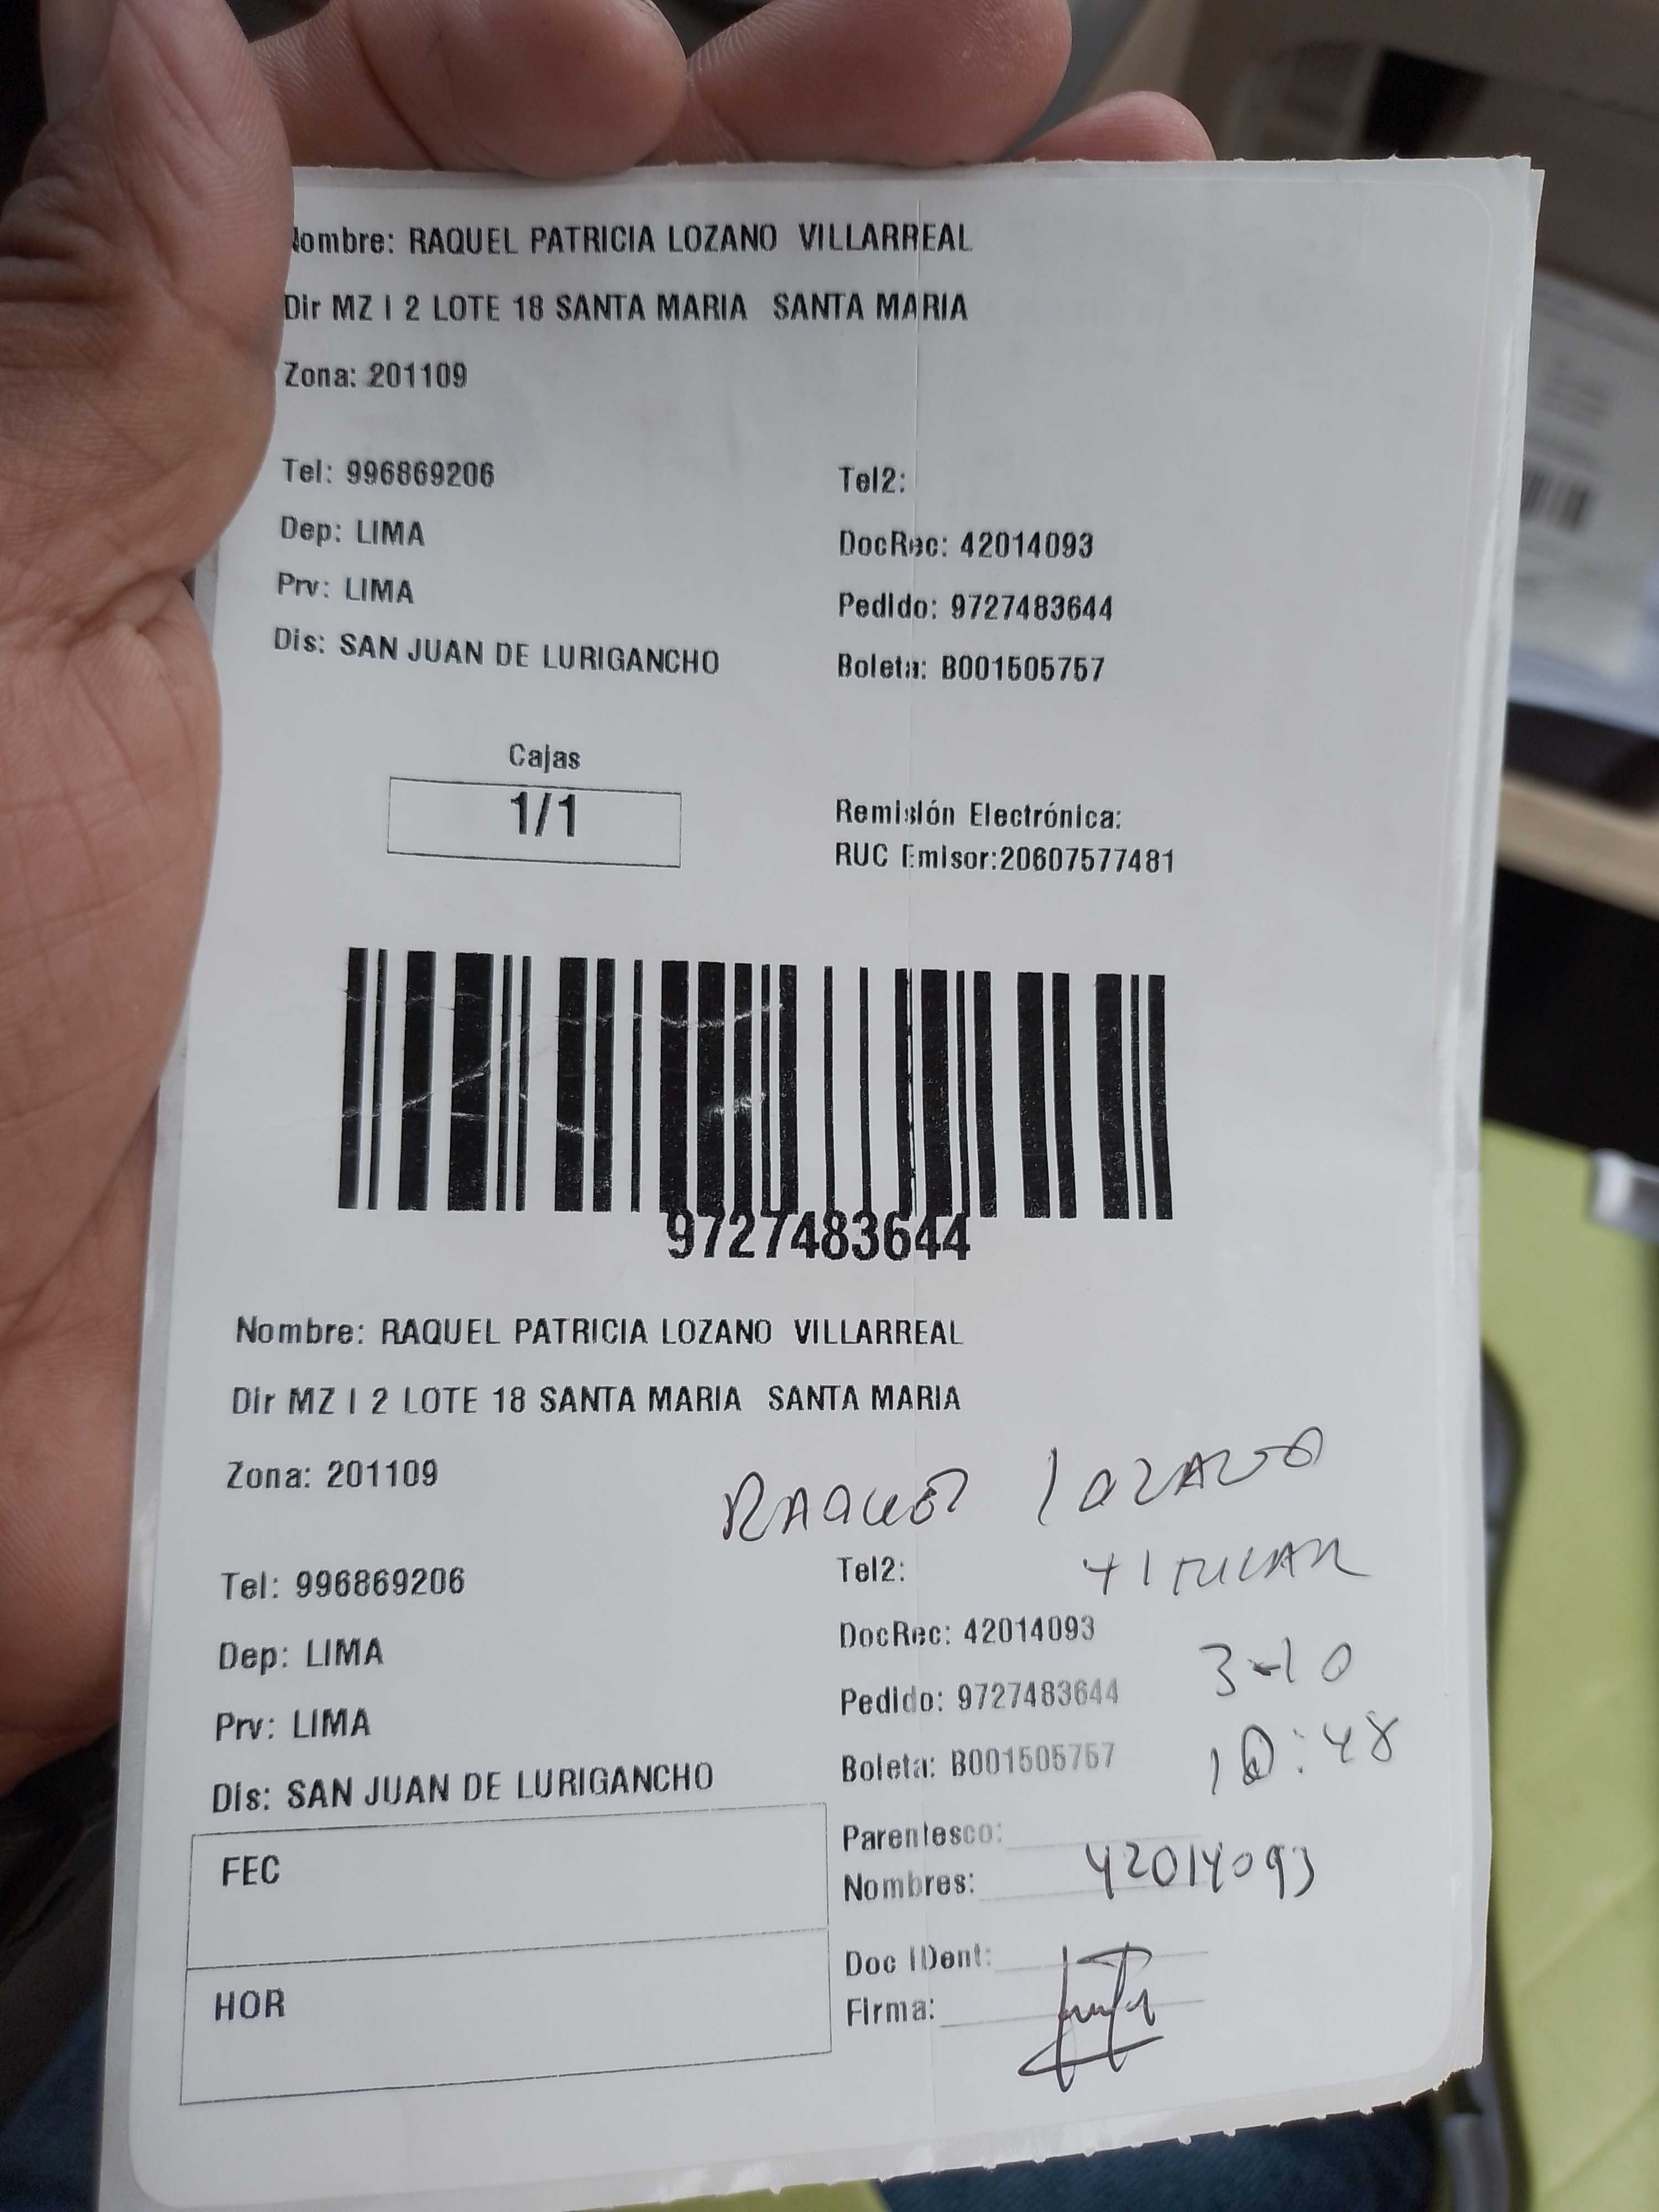 Nombre: RAQUEL PATRICIA LOZANO VILLARREAL
Dir MZ I 2 LOTE 18 SANTA MARIA SANTA MARIA
Zona: 201109
Tel: 996869206
Tel2:
Dep: LIMA
DocRec: 42014093
Prv: LIMA
Pedido: 9727483644
Dis: SAN JUAN DE LURIGANCHO
Boleta: B001505757
Cajas
1/1
Remisión Electrónica:
RUC Emisor:20607577481
9727483644
Nombre: RAQUEL PATRICIA LOZANO VILLARREAL
Dir MZ I 2 LOTE 18 SANTA MARIA SANTA MARIA
Zona: 201109
RAQUEL LOZANO
Tel: 996869206
Tel2:
TITULAR
Dep: LIMA
DocRec: 42014093
3-10
Prv: LIMA
Pedido: 9727483644
Dis: SAN JUAN DE LURIGANCHO
Boleta: B001505757
10:48
FEC
Parentesco:
Nombres: 42014093
HOR
Doc IDent:
Firma: